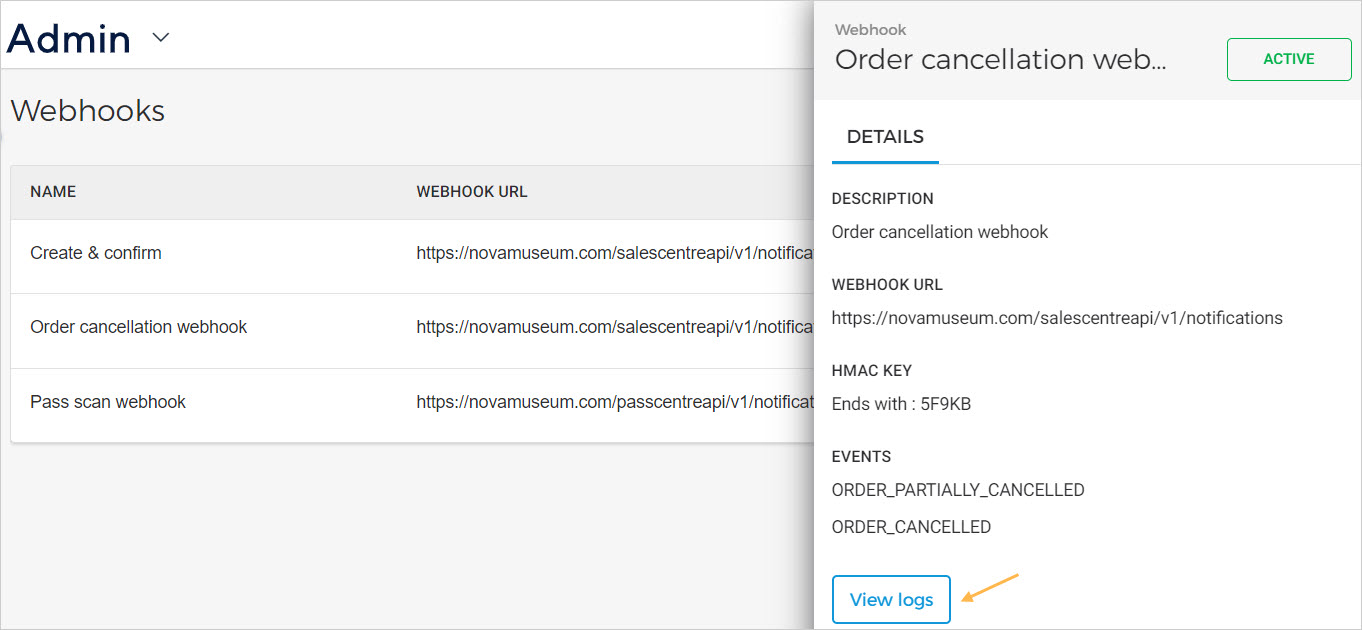 Admin
Webhooks
NAME WEBHOOK URL
Create & confirm https://novamuseum.com/salescentreapi/v1/notifica
Order cancellation webhook https://novamuseum.com/salescentreapi/v1/notifica
Pass scan webhook https://novamuseum.com/passcentreapi/v1/notificat
Webhook
Order cancellation web...
ACTIVE
DETAILS
DESCRIPTION
Order cancellation webhook
WEBHOOK URL
https://novamuseum.com/salescentreapi/v1/notifications
HMAC KEY
Ends with : 5F9KB
EVENTS
ORDER_PARTIALLY_CANCELLED
ORDER_CANCELLED
View logs